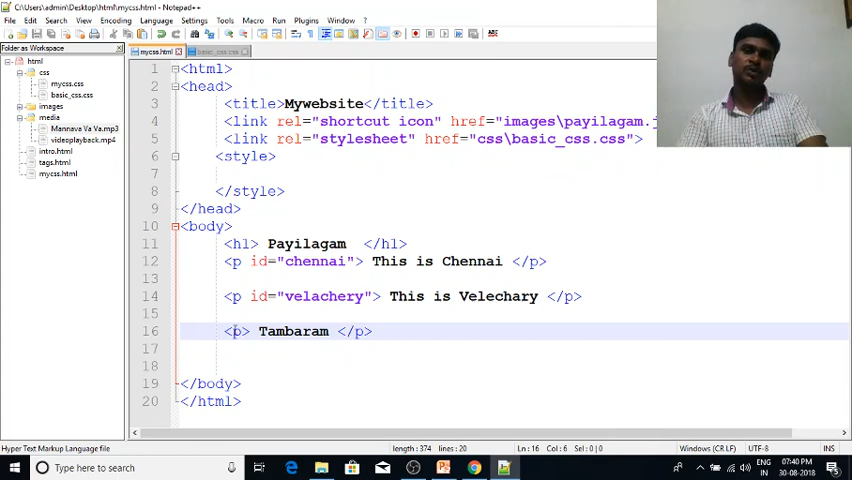 C:\Users\admin\Desktop\html\mycss.html - Notepad++
File Edit Search View Encoding Language Settings Tools Macro Run Plugins Window ?
Folder as Workspace
html
css
mycss.css
basic_css.css
images
media
Mannava Va Va.mp3
videoplayback.mp4
intro.html
tags.html
mycss.html
mycss.html basic_css.css
1 <html>
2 <head>
3 <title>Mywebsite</title>
4 <link rel="shortcut icon" href="images\payilagam.j
5 <link rel="stylesheet" href="css\basic_css.css">
6 <style>
7
8 </style>
9 </head>
10 <body>
11 <h1> Payilagam </h1>
12 <p id="chennai"> This is Chennai </p>
13
14 <p id="velachery"> This is Velechary </p>
15
16 <p> Tambaram </p>
17
18
19 </body>
20 </html>
Hyper Text Markup Language file length : 374 lines : 20 Ln : 16 Col : 6 Sel : 0 | 0 Windows (CR LF) UTF-8 INS
Type here to search
ENG
IN
07:40 PM
30-08-2018